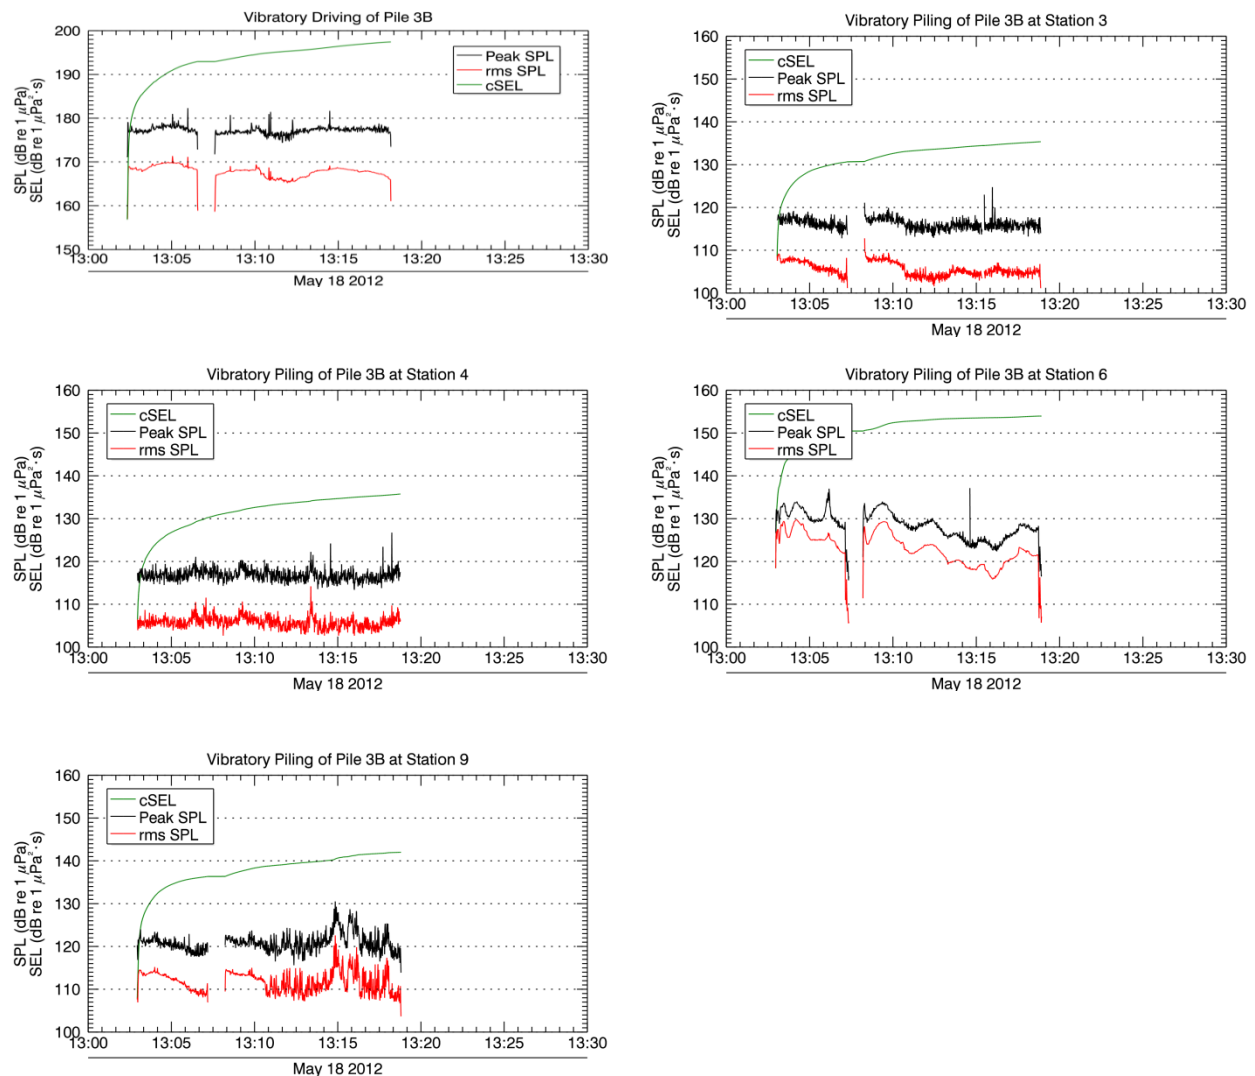 Vibratory Driving of Pile 3B
200
190
180
170
160
150
SPL (dB re 1 μPa)
SEL (dB re 1 μPa²·s)
Peak SPL
rms SPL
cSEL
13:00 13:05 13:10 13:15 13:20 13:25 13:30
May 18 2012
Vibratory Piling of Pile 3B at Station 3
160
150
140
130
120
110
100
SPL (dB re 1 μPa)
SEL (dB re 1 μPa²·s)
cSEL
Peak SPL
rms SPL
13:00 13:05 13:10 13:15 13:20 13:25 13:30
May 18 2012
Vibratory Piling of Pile 3B at Station 4
160
150
140
130
120
110
100
SPL (dB re 1 μPa)
SEL (dB re 1 μPa²·s)
cSEL
Peak SPL
rms SPL
13:00 13:05 13:10 13:15 13:20 13:25 13:30
May 18 2012
Vibratory Piling of Pile 3B at Station 6
160
150
140
130
120
110
100
SPL (dB re 1 μPa)
SEL (dB re 1 μPa²·s)
cSEL
Peak SPL
rms SPL
13:00 13:05 13:10 13:15 13:20 13:25 13:30
May 18 2012
Vibratory Piling of Pile 3B at Station 9
160
150
140
130
120
110
100
SPL (dB re 1 μPa)
SEL (dB re 1 μPa²·s)
cSEL
Peak SPL
rms SPL
13:00 13:05 13:10 13:15 13:20 13:25 13:30
May 18 2012